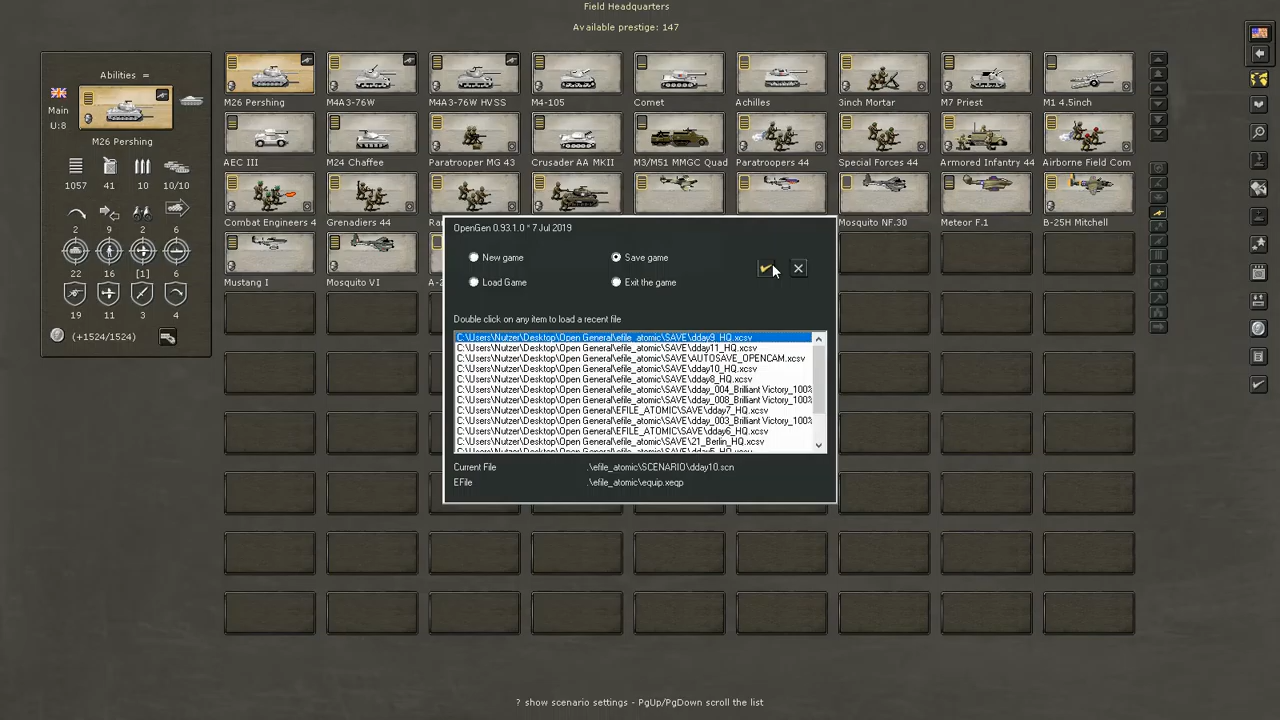 Field Headquarters
Available prestige: 147
Abilities =
Main
U:8
M26 Pershing
1057 41 10 10/10
2 9 2 6
22 16 [1] 6
19 11 3 4
(+1524/1524)
M26 Pershing M4A3-76W M4A3-76W HVSS M4-105 Comet Achilles 3inch Mortar M7 Priest M1 4.5inch
AEC III M24 Chaffee Paratrooper MG 43 Crusader AA MKII M3/M51 MMGC Quad Paratroopers 44 Special Forces 44 Armored Infantry 44 Airborne Field Com
Combat Engineers 4 Grenadiers 44 Ra Mosquito NF.30 Meteor F.1 B-25H Mitchell
Mustang I Mosquito VI A-2
OpenGen 0.93.1.0 * 7 Jul 2019
New game Save game
Load Game Exit the game
Double click on any item to load a recent file
C:\Users\Nutzer\Desktop\Open General\efile_atomic\SAVE\dday9_HQ.xcsv
C:\Users\Nutzer\Desktop\Open General\efile_atomic\SAVE\dday11_HQ.xcsv
C:\Users\Nutzer\Desktop\Open General\efile_atomic\SAVE\AUTOSAVE_OPENCAM.xcsv
C:\Users\Nutzer\Desktop\Open General\efile_atomic\SAVE\dday10_HQ.xcsv
C:\Users\Nutzer\Desktop\Open General\efile_atomic\SAVE\dday8_HQ.xcsv
C:\Users\Nutzer\Desktop\Open General\efile_atomic\SAVE\dday_004_Brilliant Victory_100%
C:\Users\Nutzer\Desktop\Open General\efile_atomic\SAVE\dday_008_Brilliant Victory_100%
C:\Users\Nutzer\Desktop\Open General\EFILE_ATOMIC\SAVE\dday7_HQ.xcsv
C:\Users\Nutzer\Desktop\Open General\efile_atomic\SAVE\dday_003_Brilliant Victory_100%
C:\Users\Nutzer\Desktop\Open General\EFILE_ATOMIC\SAVE\dday6_HQ.xcsv
C:\Users\Nutzer\Desktop\Open General\efile_atomic\SAVE\21_Berlin_HQ.xcsv
C:\Users\Nutzer\Desktop\Open General\efile_atomic\SAVE\dday5_HQ.xcsv
Current File .\efile_atomic\SCENARIO\dday10.scn
EFile .\efile_atomic\equip.xeqp
? show scenario settings - PgUp/PgDown scroll the list